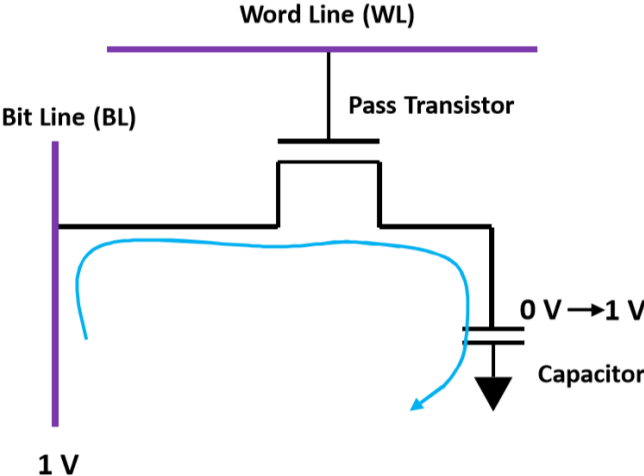 Word Line (WL)
Pass Transistor
Bit Line (BL)
0 V→1 V
Capacitor
1 V